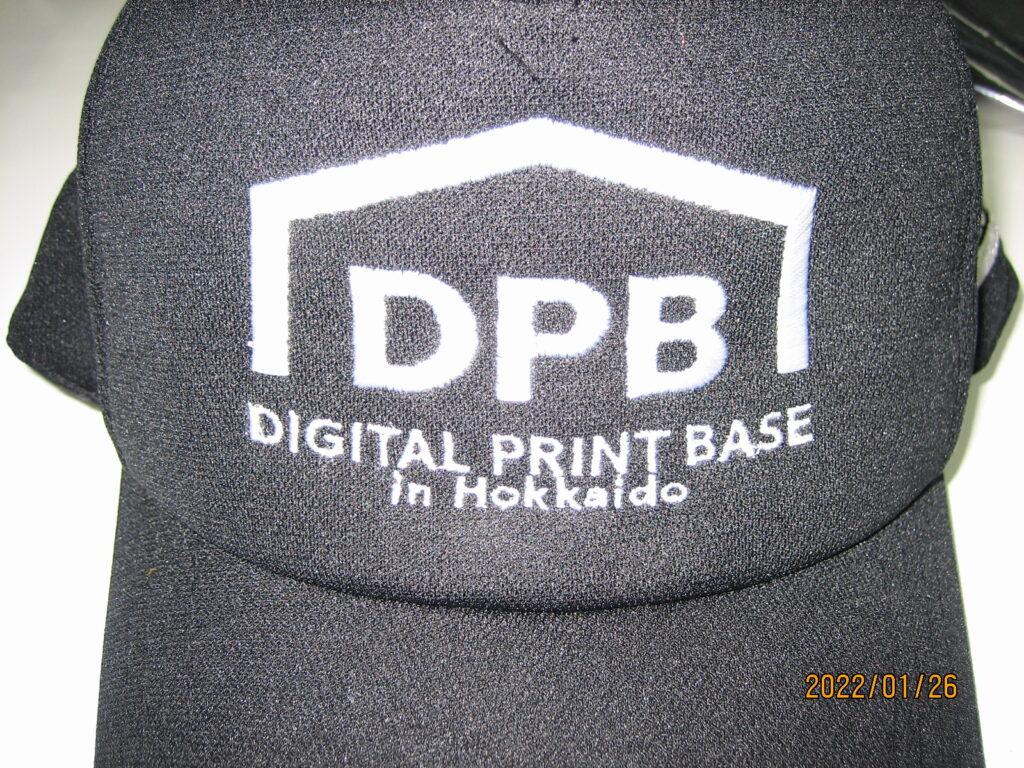 DPB
DIGITAL PRINT BASE
in Hokkaido
2022/01/26